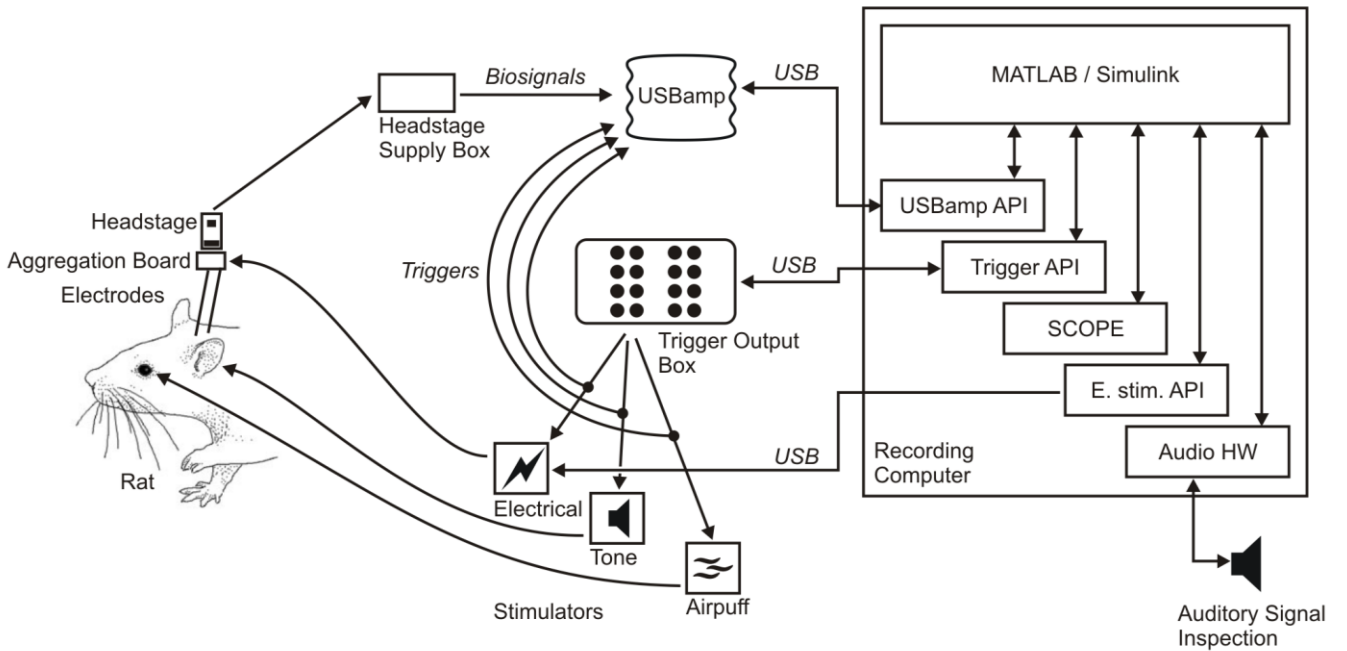 Biosignals
USBamp
USB
MATLAB / Simulink
Headstage
Supply Box
USBamp API
Headstage
Aggregation Board
Electrodes
Triggers
USB
Trigger API
SCOPE
Trigger Output
Box
E. stim. API
Rat
Electrical
USB
Recording
Computer
Audio HW
Tone
Airpuff
Stimulators
Auditory Signal
Inspection